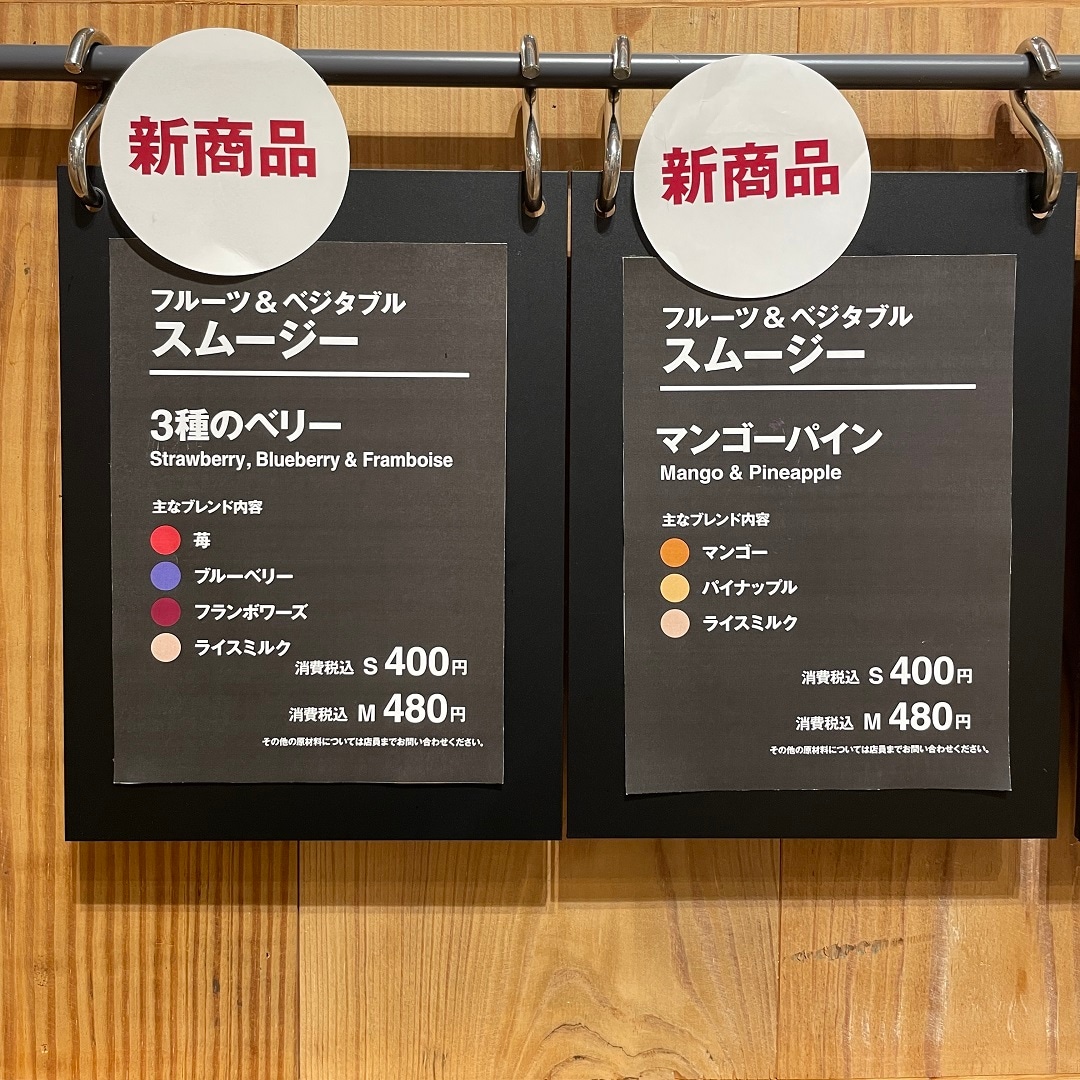 新商品
フルーツ&ベジタブル
スムージー
3種のベリー
Strawberry, Blueberry & Framboise
主なブレンド内容
苺
ブルーベリー
フランボワーズ
ライスミルク
消費税込 S 400円
消費税込 M 480円
その他の原材料については店員までお問い合わせください。
新商品
フルーツ&ベジタブル
スムージー
マンゴーパイン
Mango & Pineapple
主なブレンド内容
マンゴー
パイナップル
ライスミルク
消費税込 S 400円
消費税込 M 480円
その他の原材料については店員までお問い合わせください。